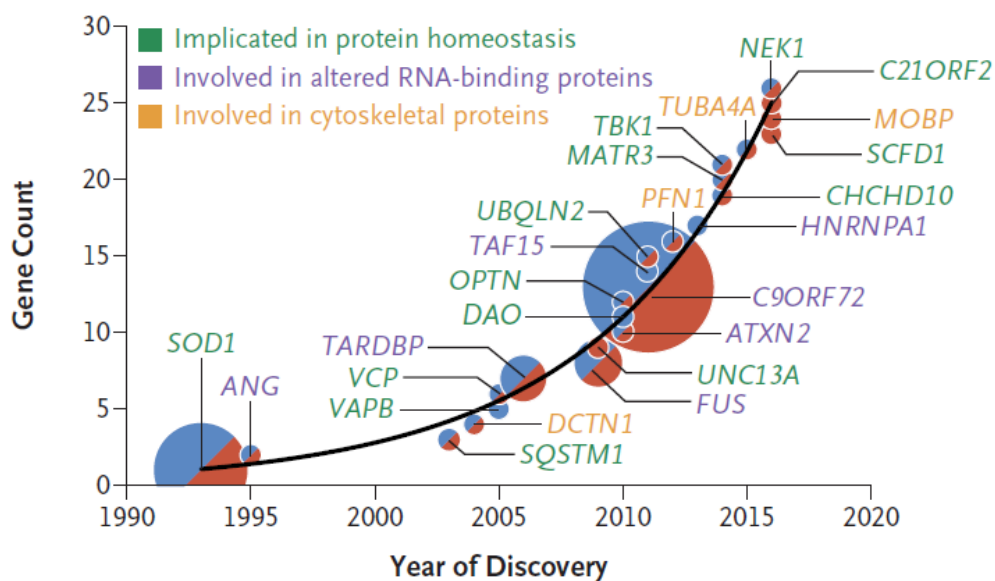 30
Implicated in protein homeostasis
NEK1
Involved in altered RNA-binding proteins
C21ORF2
25
Involved in cytoskeletal proteins
TUBA4A
MOBP
TBK1
MATR3
SCFD1
20
PFN1
CHCHD10
UBQLN2
HNRNPA1
TAF15
15
OPTN
C9ORF72
DAO
ATXN2
10
SOD1
TARDBP
UNC13A
ANG
VCP
FUS
VAPB
5
DCTN1
SQSTM1
0
Gene Count
1990 1995 2000 2005 2010 2015 2020
Year of Discovery